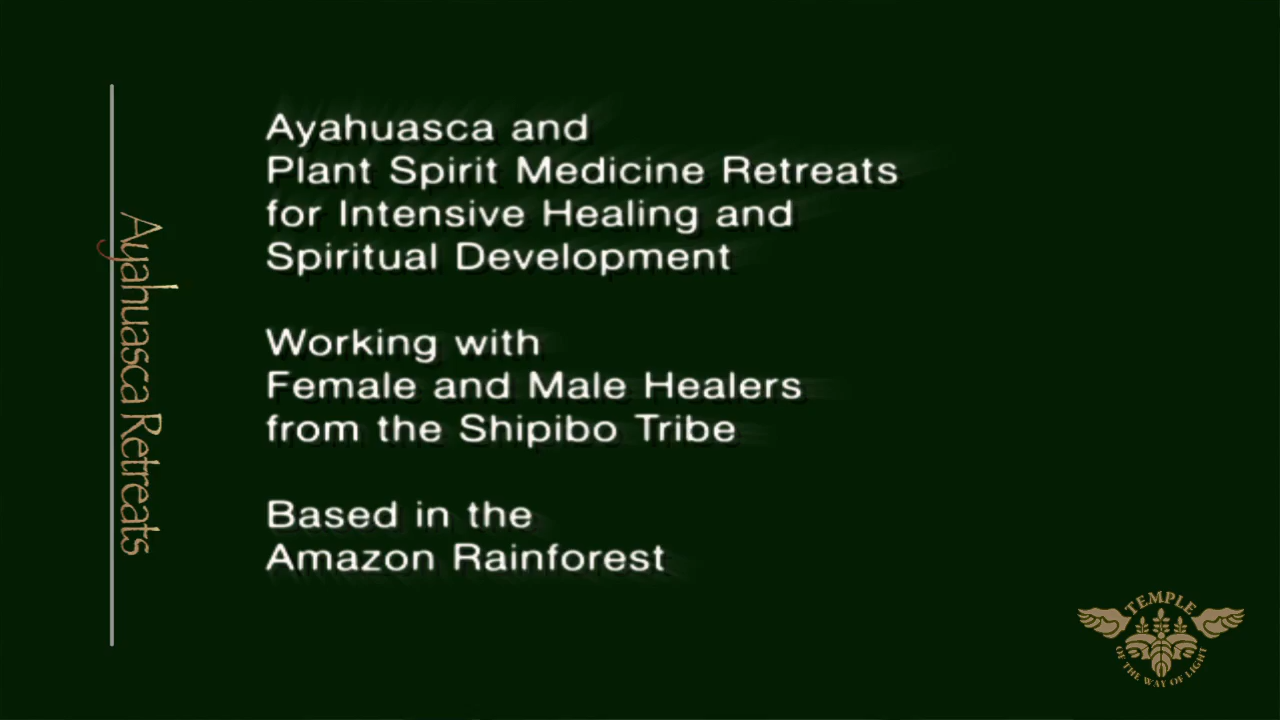 Ayahuasca Retreats
Ayahuasca and
Plant Spirit Medicine Retreats
for Intensive Healing and
Spiritual Development
Working with
Female and Male Healers
from the Shipibo Tribe
Based in the
Amazon Rainforest
TEMPLE
OF THE WAY OF LIGHT